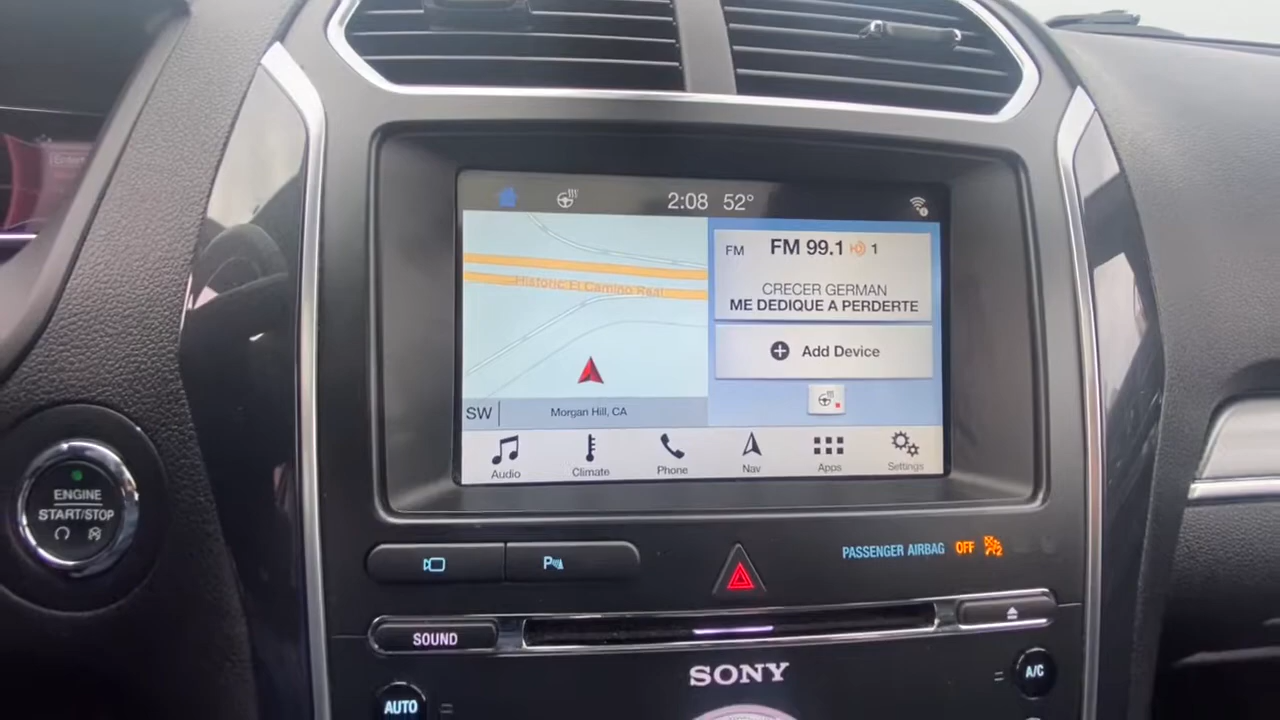 2:08 52°
Historic El Camino Real
SW
Morgan Hill, CA
FM FM 99.1 HD 1
CRECER GERMAN
ME DEDIQUE A PERDERTE
Add Device
Audio Climate Phone Nav Apps Settings
ENGINE
START/STOP
P
PASSENGER AIRBAG OFF
SOUND
SONY
A/C
AUTO